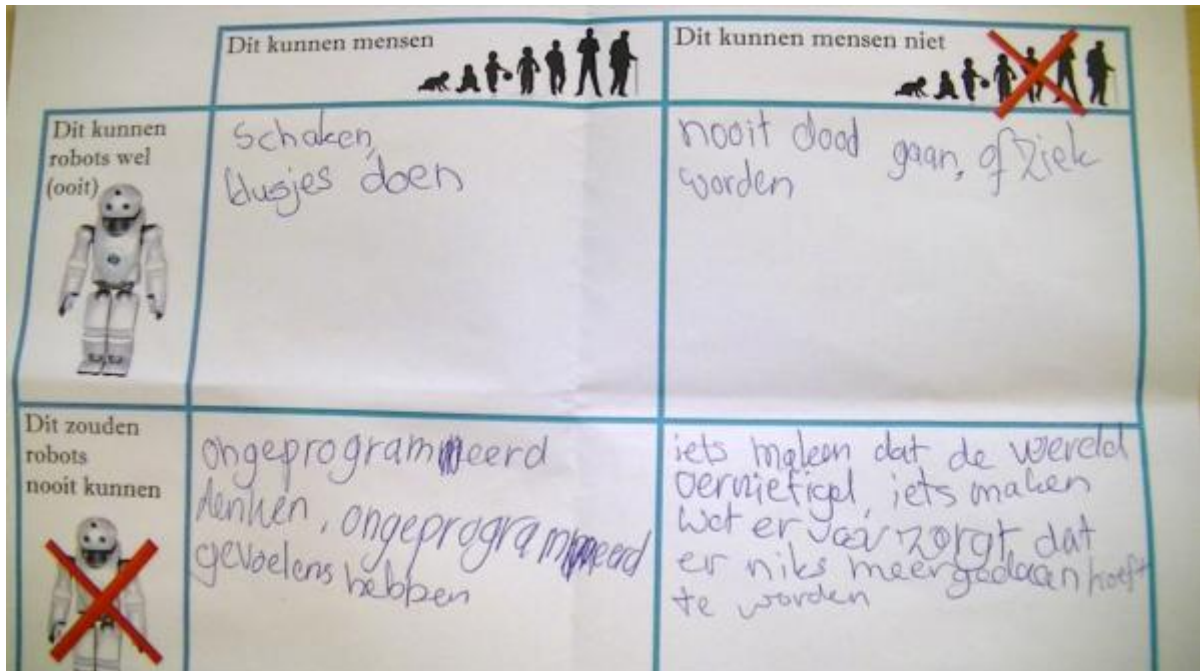 Dit kunnen mensen
Dit kunnen mensen niet
Dit kunnen
robots wel
(ooit)
schaken,
klusjes doen
nooit dood gaan, of ziek
worden
Dit zouden
robots
nooit kunnen
ongeprogrammeerd
denken, ongeprogrammeerd
gevoelens hebben
iets maken dat de wereld
vernietigd, iets maken
wat er voor zorgt dat
er niks meer gedaan hoeft
te worden